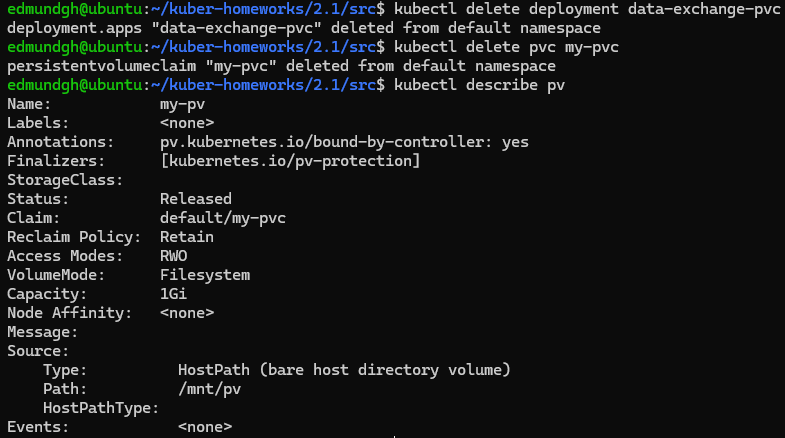 edmundgh@ubuntu:~/kuber-homeworks/2.1/src$ kubectl delete deployment data-exchange-pvc
deployment.apps "data-exchange-pvc" deleted from default namespace
edmundgh@ubuntu:~/kuber-homeworks/2.1/src$ kubectl delete pvc my-pvc
persistentvolumeclaim "my-pvc" deleted from default namespace
edmundgh@ubuntu:~/kuber-homeworks/2.1/src$ kubectl describe pv
Name:            my-pv
Labels:          <none>
Annotations:     pv.kubernetes.io/bound-by-controller: yes
Finalizers:      [kubernetes.io/pv-protection]
StorageClass:
Status:          Released
Claim:           default/my-pvc
Reclaim Policy:  Retain
Access Modes:    RWO
VolumeMode:      Filesystem
Capacity:        1Gi
Node Affinity:   <none>
Message:
Source:
    Type:          HostPath (bare host directory volume)
    Path:          /mnt/pv
    HostPathType:
Events:            <none>